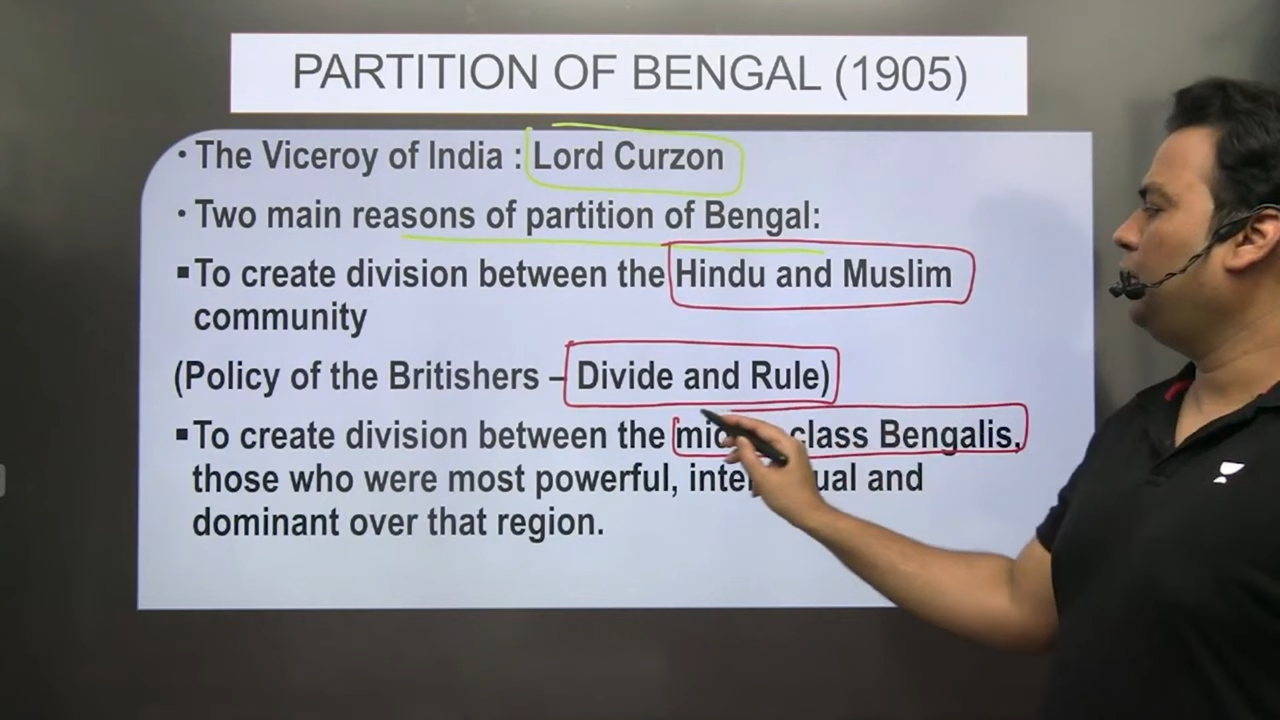 PARTITION OF BENGAL (1905)
• The Viceroy of India : Lord Curzon
• Two main reasons of partition of Bengal:
▪ To create division between the Hindu and Muslim
community
(Policy of the Britishers – Divide and Rule)
▪ To create division between the class Bengalis,
those who were most powerful, and
dominant over that region.